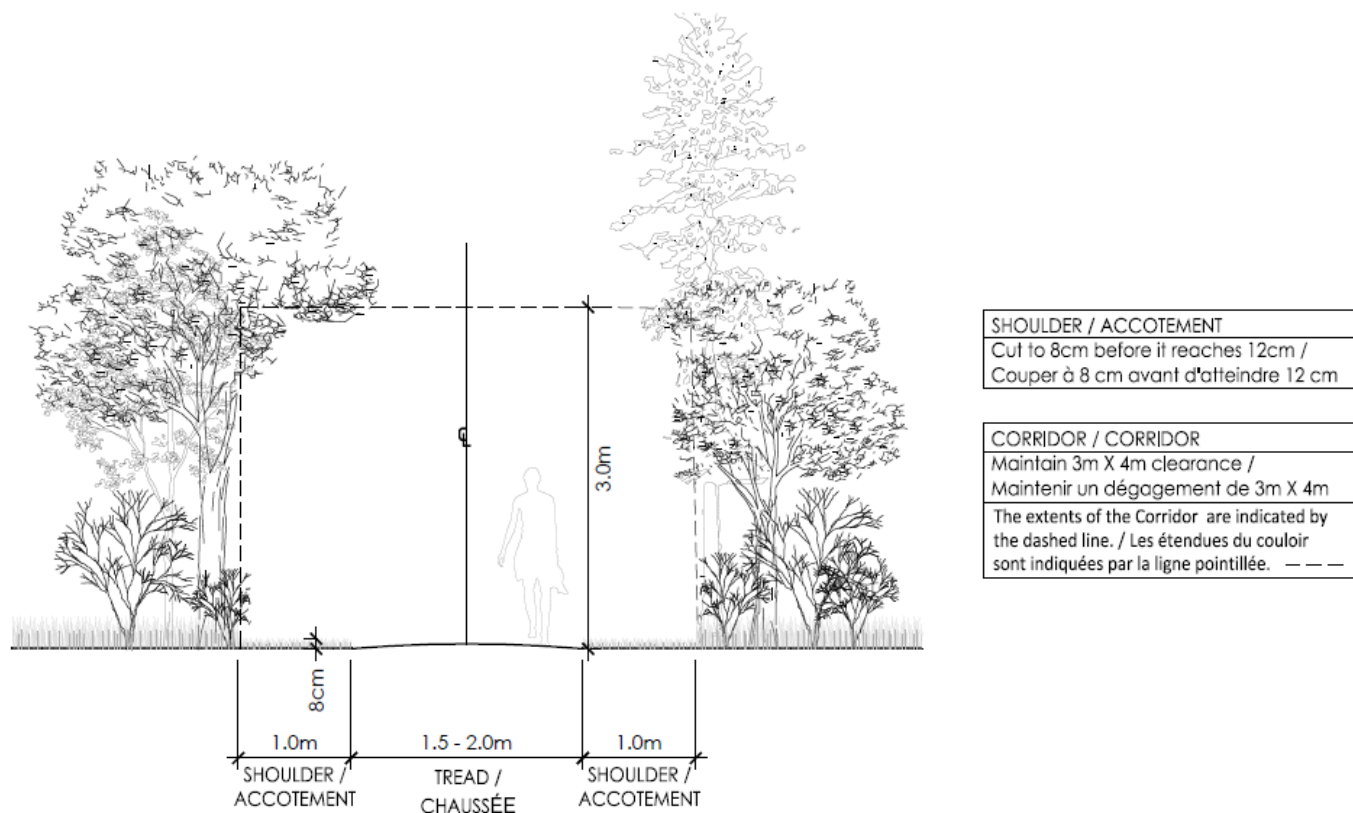 ℄
3.0m
8cm
1.0m
1.5 - 2.0m
1.0m
SHOULDER /
ACCOTEMENT
TREAD /
CHAUSSÉE
SHOULDER /
ACCOTEMENT
SHOULDER / ACCOTEMENT
Cut to 8cm before it reaches 12cm /
Couper à 8 cm avant d'atteindre 12 cm
CORRIDOR / CORRIDOR
Maintain 3m X 4m clearance /
Maintenir un dégagement de 3m X 4m
The extents of the Corridor are indicated by
the dashed line. / Les étendues du couloir
sont indiquées par la ligne pointillée.